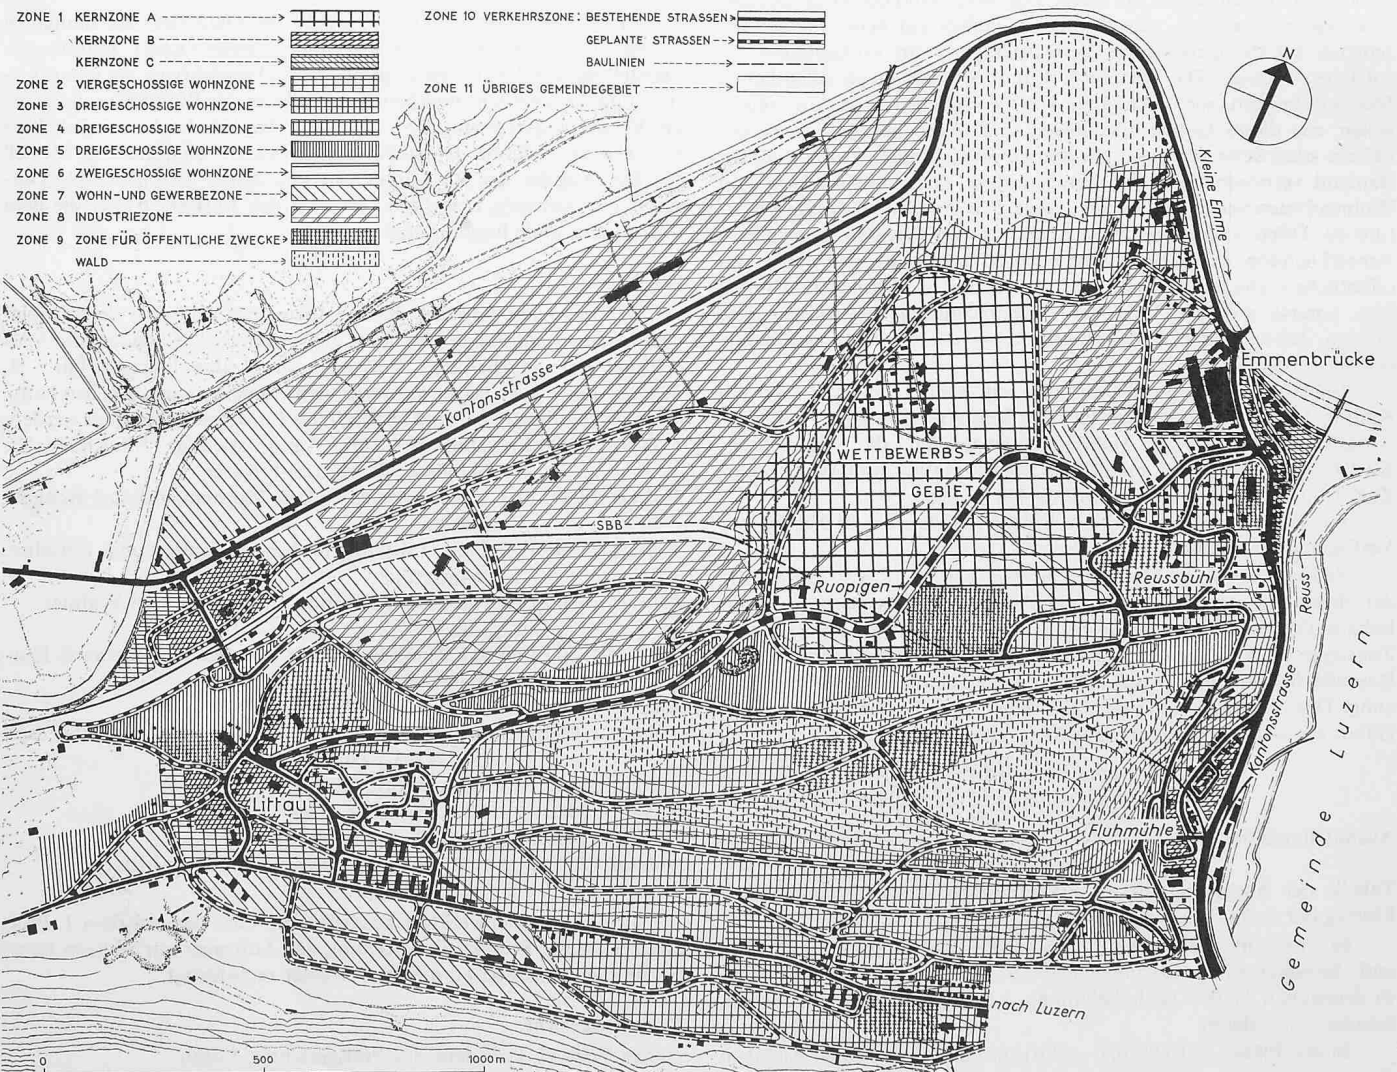 ZONE 1 KERNZONE A
KERNZONE B
KERNZONE C
ZONE 2 VIERGESCHOSSIGE WOHNZONE
ZONE 3 DREIGESCHOSSIGE WOHNZONE
ZONE 4 DREIGESCHOSSIGE WOHNZONE
ZONE 5 DREIGESCHOSSIGE WOHNZONE
ZONE 6 ZWEIGESCHOSSIGE WOHNZONE
ZONE 7 WOHN-UND GEWERBEZONE
ZONE 8 INDUSTRIEZONE
ZONE 9 ZONE FÜR ÖFFENTLICHE ZWECKE
WALD
ZONE 10 VERKEHRSZONE: BESTEHENDE STRASSEN
GEPLANTE STRASSEN
BAULINIEN
ZONE 11 ÜBRIGES GEMEINDEGEBIET
N
Kleine Emme
Emmenbrücke
Kantonsstrasse
WETTBEWERBS-
GEBIET
SBB
Ruopigen
Reussbühl
Reuss
Kantonsstrasse
Gemeinde Luzern
Littau
Fluhmühle
nach Luzern
0 500 1000m